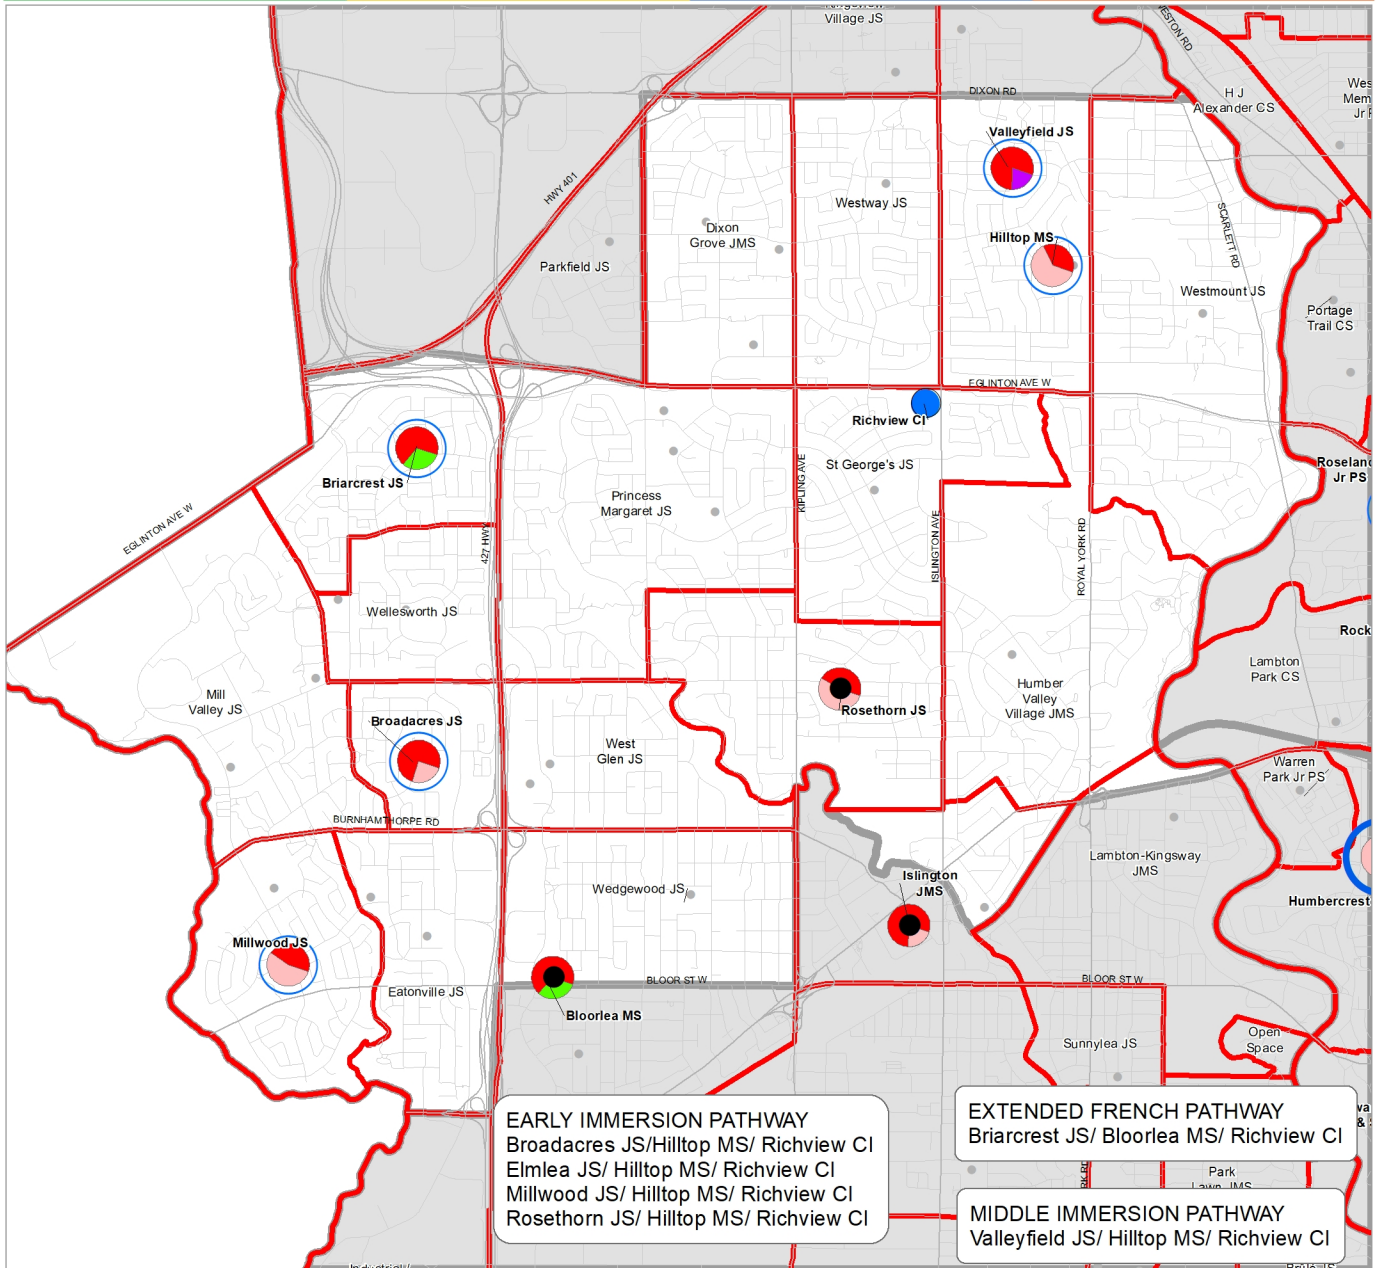 Village JS
WESTON RD
DIXON RD
H J
Alexander CS
Valleyfield JS
HWY 401
Westway JS
Dixon
Grove JMS
Hilltop MS
SCARLETT RD
Parkfield JS
Westmount JS
Portage
Trail CS
EGLINTON AVE W
Richview CI
Briarcrest JS
KIPLING AVE
St George's JS
Jr PS
Princess
Margaret JS
EGLINTON AVE W
427 HWY
ISLINGTON AVE
ROYAL YORK RD
Wellesworth JS
Rock
Lambton
Park CS
Mill
Valley JS
Humber
Valley
Village JMS
Rosethorn JS
Broadacres JS
West
Glen JS
Warren
Park Jr PS
BURNHAMTHORPE RD
Lambton-Kingsway
JMS
Wedgewood JS
Islington
JMS
Humbercrest
Millwood JS
BLOOR ST W
BLOOR ST W
Eatonville JS
Bloorlea MS
Open
Space
Sunnylea JS
EARLY IMMERSION PATHWAY
Broadacres JS/Hilltop MS/ Richview CI
Elmlea JS/ Hilltop MS/ Richview CI
Millwood JS/ Hilltop MS/ Richview CI
Rosethorn JS/ Hilltop MS/ Richview CI
EXTENDED FRENCH PATHWAY
Briarcrest JS/ Bloorlea MS/ Richview CI
Park
Lawn JMS
MIDDLE IMMERSION PATHWAY
Valleyfield JS/ Hilltop MS/ Richview CI